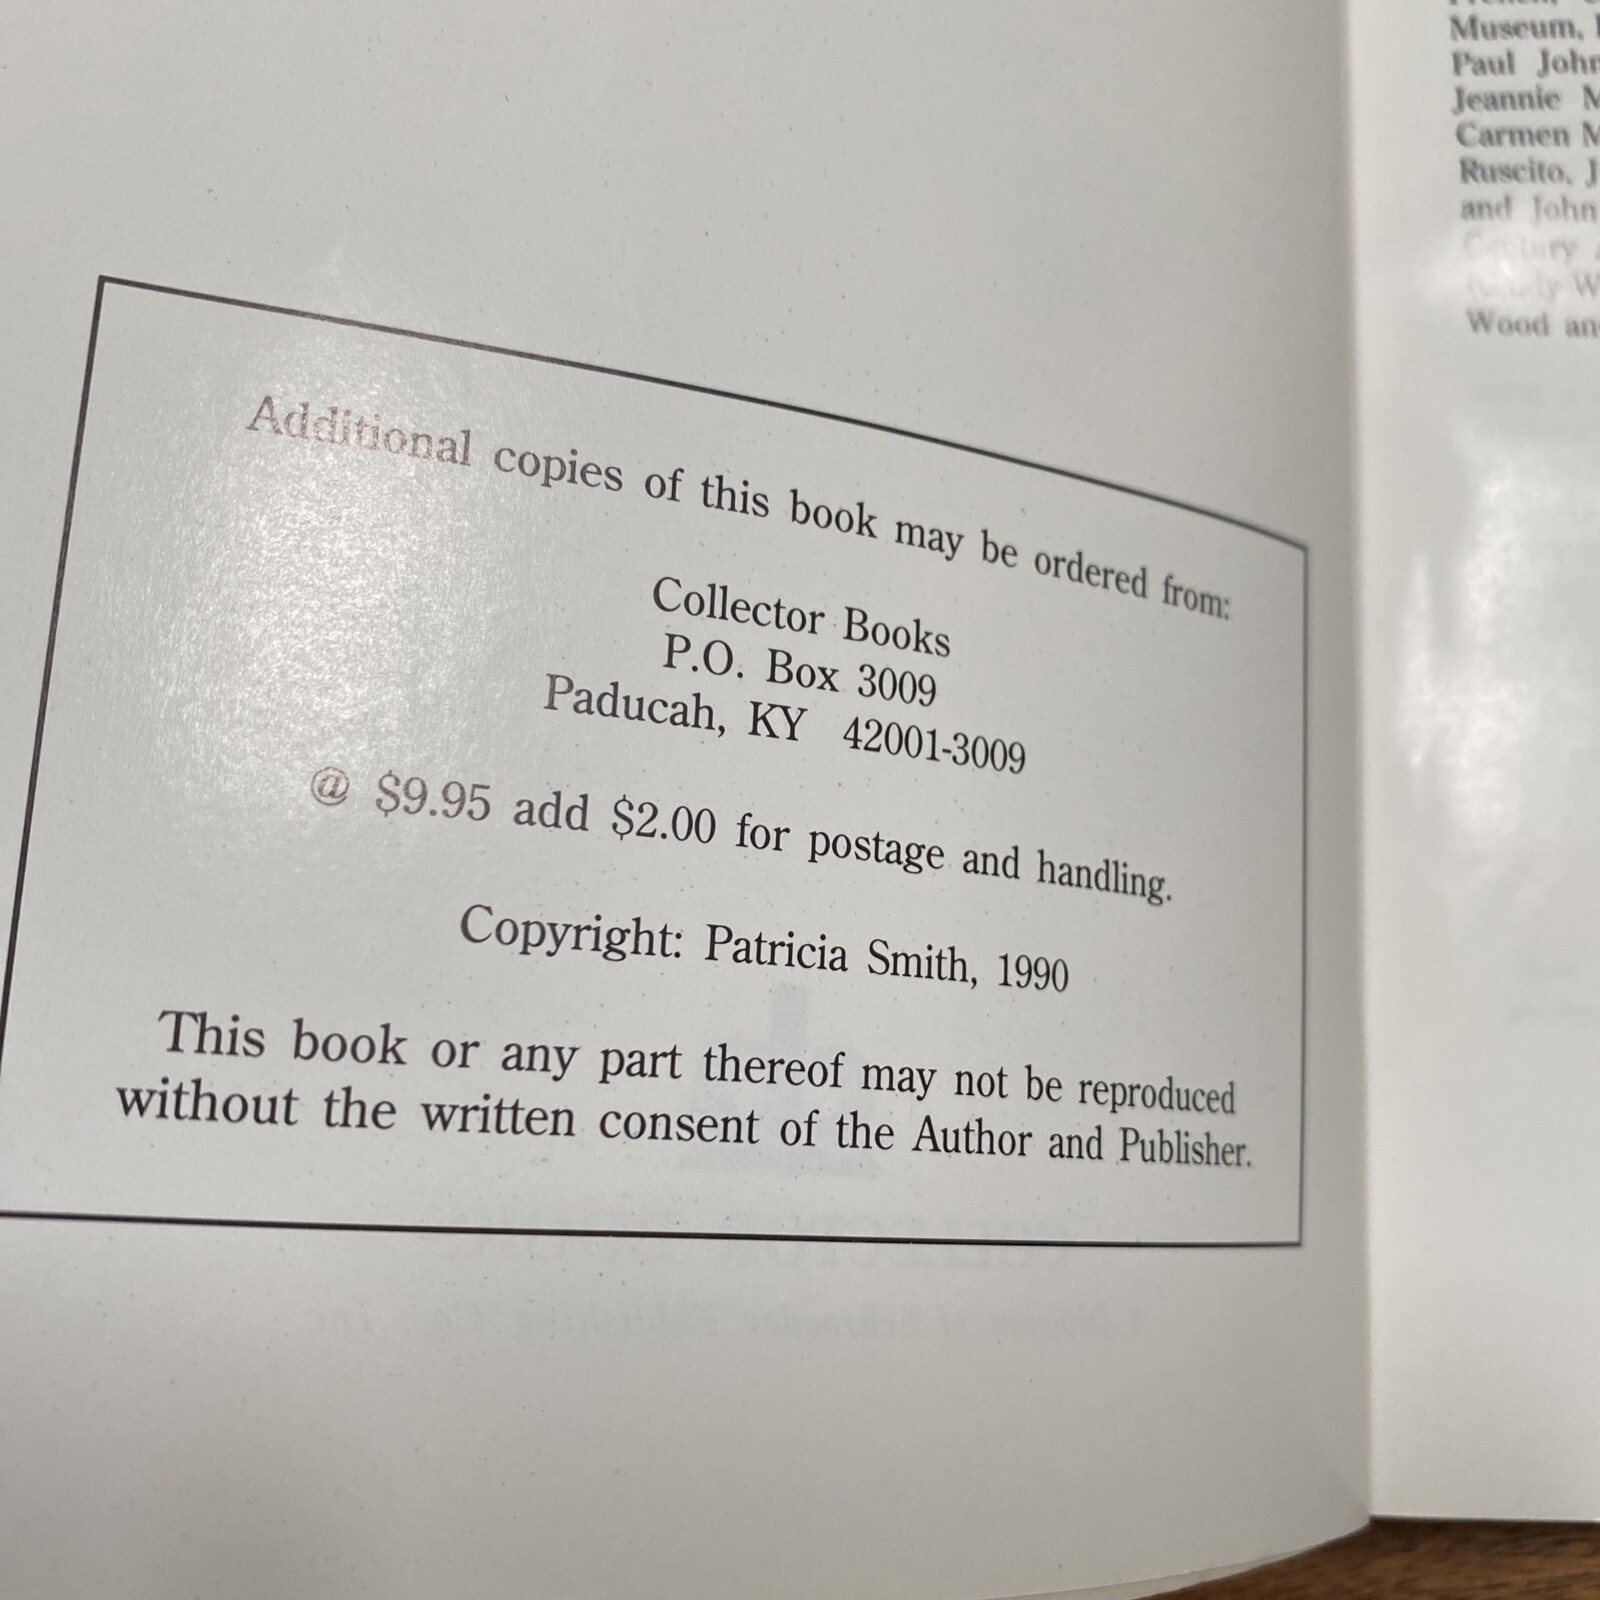 Additional copies of this book may be ordered from:
Collector Books
P.O. Box 3009
Paducah, KY 42001-3009
@ $9.95 add $2.00 for postage and handling.
Copyright: Patricia Smith, 1990
This book or any part thereof may not be reproduced
without the written consent of the Author and Publisher.
Museum,
Paul
Jeannie
Carmen
Ruscito,
and John
Century
Wood